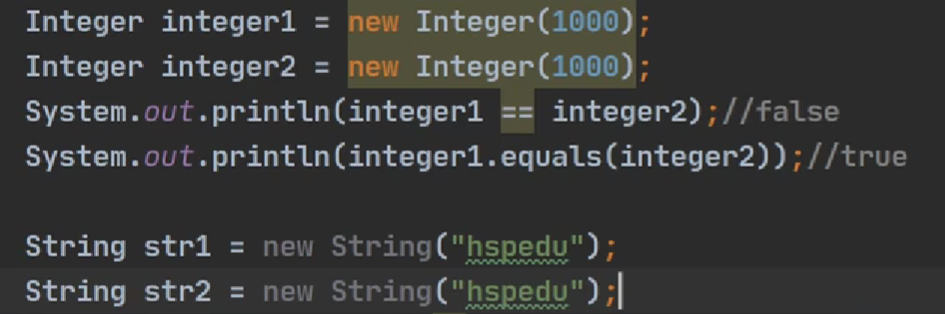 Integer integer1 = new Integer(1000);
Integer integer2 = new Integer(1000);
System.out.println(integer1 == integer2);//false
System.out.println(integer1.equals(integer2));//true
String str1 = new String("hspedu");
String str2 = new String("hspedu");